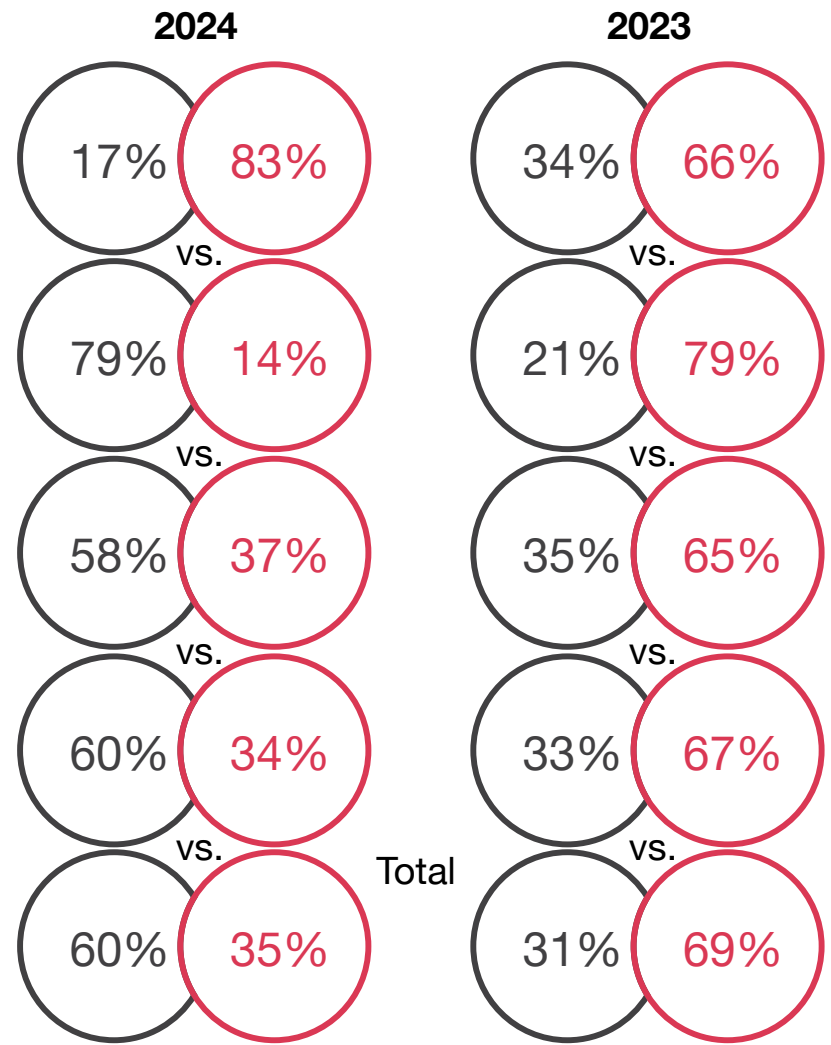 2024 2023
17% 83% 34% 66%
vs. vs.
79% 14% 21% 79%
vs. vs.
58% 37% 35% 65%
vs. vs.
60% 34% 33% 67%
vs. vs.
Total
60% 35% 31% 69%